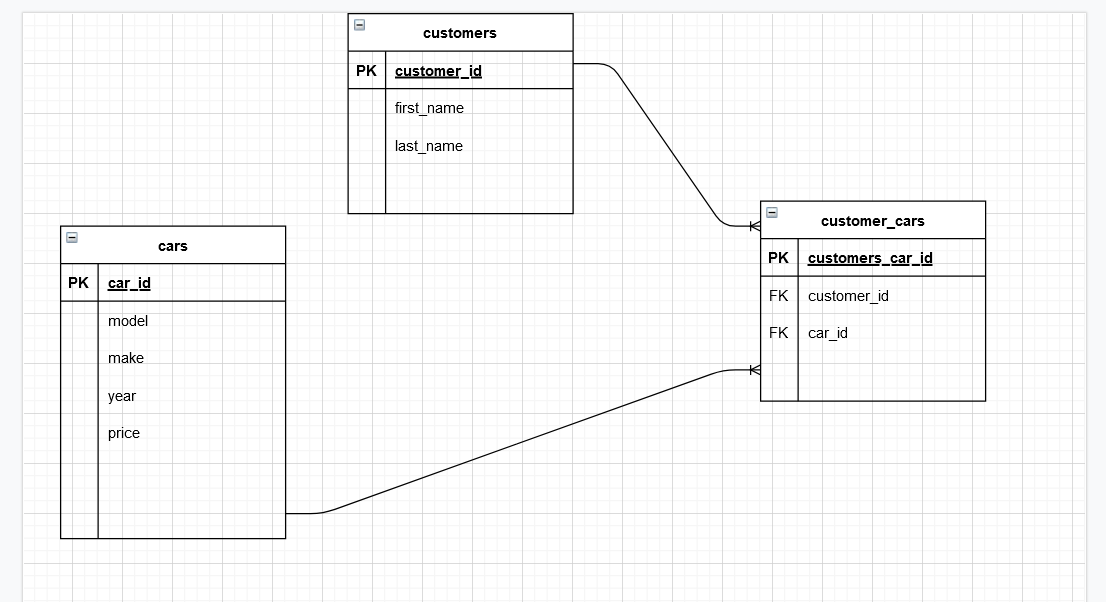 customers
PK customer_id
first_name
last_name
cars
PK car_id
model
make
year
price
customer_cars
PK customers_car_id
FK customer_id
FK car_id